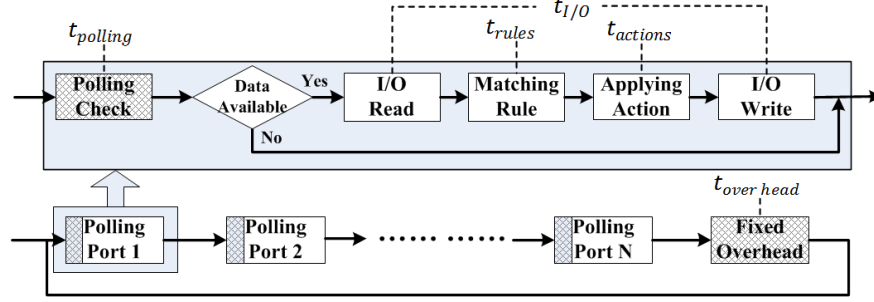 t_polling
t_rules
t_I/O
t_actions
Polling
Check
Data
Available
Yes
No
I/O
Read
Matching
Rule
Applying
Action
I/O
Write
t_over head
Polling
Port 1
Polling
Port 2
...... ......
Polling
Port N
Fixed
Overhead